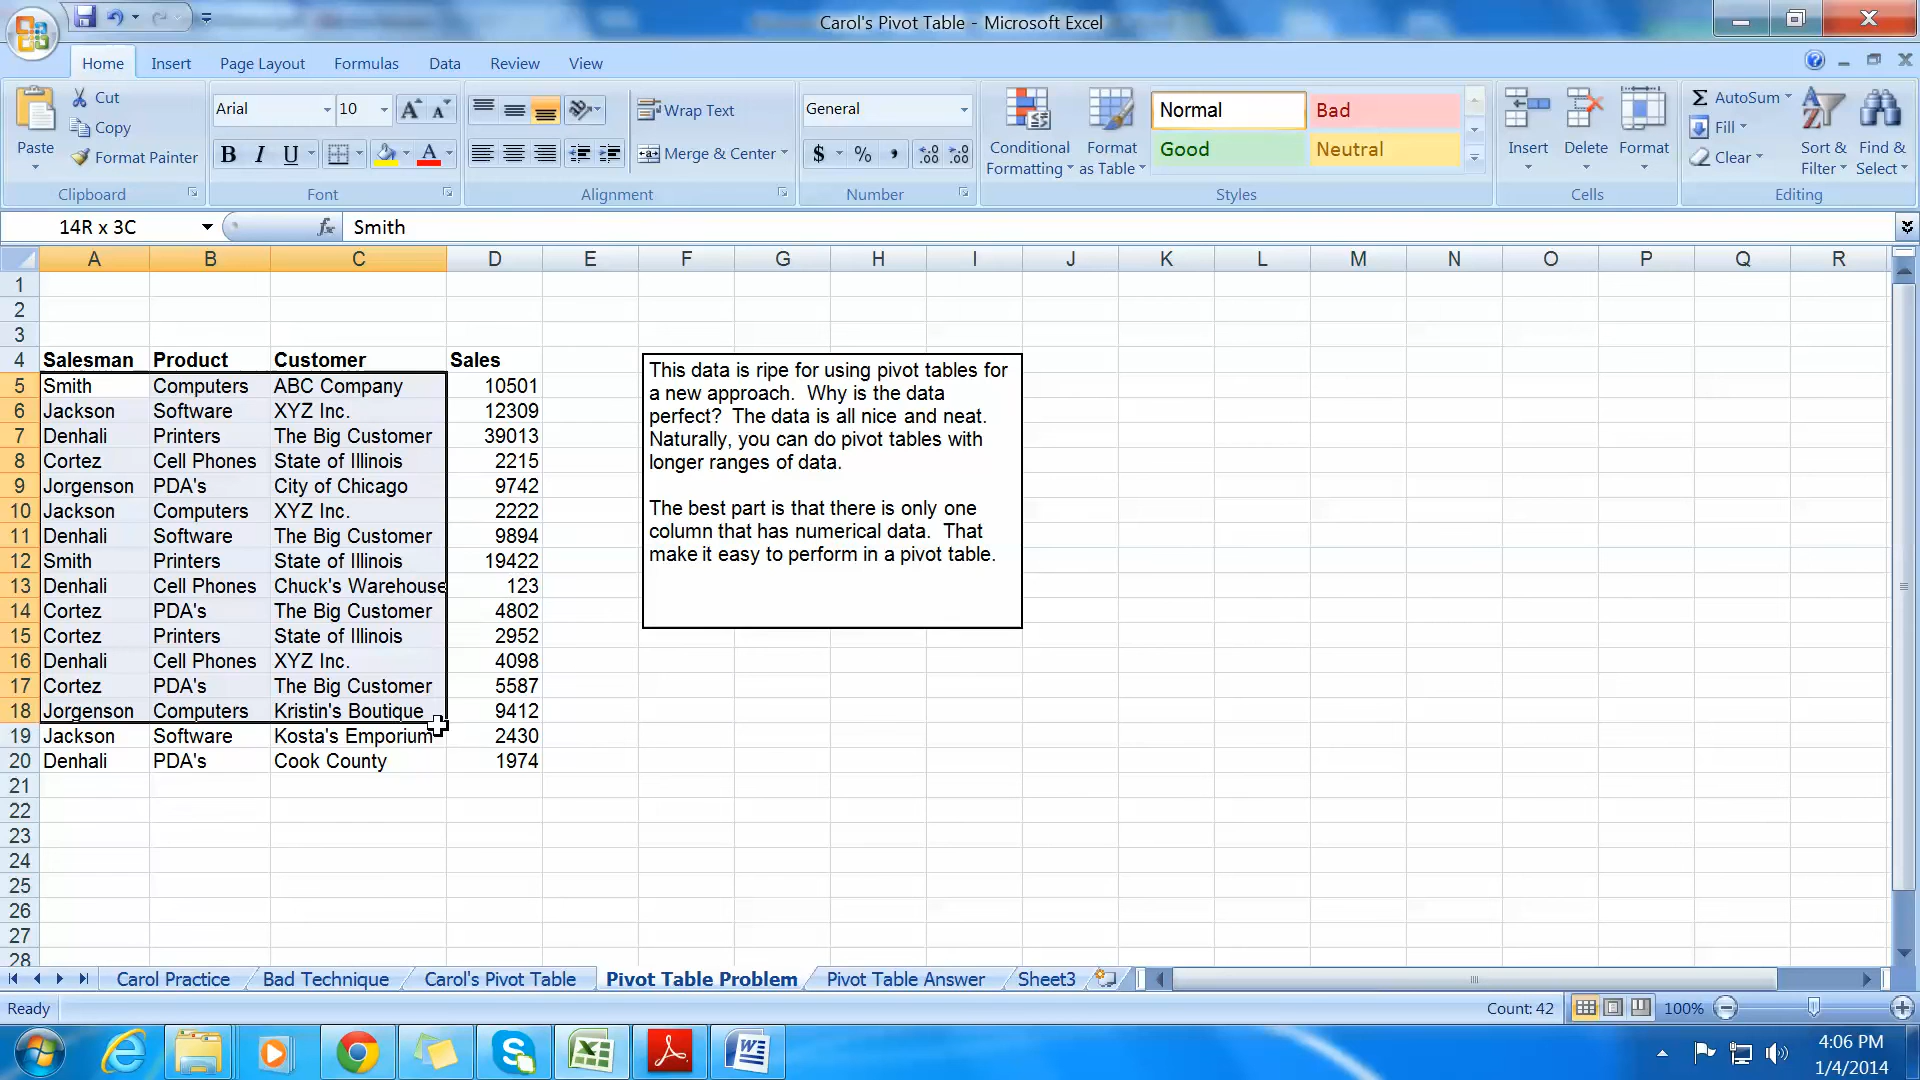 Carol's Pivot Table - Microsoft Excel
Home Insert Page Layout Formulas Data Review View
Paste Cut Copy Format Painter Clipboard
Arial 10 B I U Font
Wrap Text Merge & Center Alignment
General $ % , .00 .00 Number
Conditional Formatting Format as Table Normal Bad Good Neutral Styles
Insert Delete Format Cells
Σ AutoSum Fill Clear Sort & Filter Find & Select Editing
14R x 3C fx Smith
A B C D E F G H I J K L M N O P Q R
1
2
3
4 Salesman Product Customer Sales
5 Smith Computers ABC Company 10501
6 Jackson Software XYZ Inc. 12309
7 Denhali Printers The Big Customer 39013
8 Cortez Cell Phones State of Illinois 2215
9 Jorgenson PDA's City of Chicago 9742
10 Jackson Computers XYZ Inc. 2222
11 Denhali Software The Big Customer 9894
12 Smith Printers State of Illinois 19422
13 Denhali Cell Phones Chuck's Warehouse 123
14 Cortez PDA's The Big Customer 4802
15 Cortez Printers State of Illinois 2952
16 Denhali Cell Phones XYZ Inc. 4098
17 Cortez PDA's The Big Customer 5587
18 Jorgenson Computers Kristin's Boutique 9412
19 Jackson Software Kosta's Emporium 2430
20 Denhali PDA's Cook County 1974
21
22
23
24
25
26
27
28
This data is ripe for using pivot tables for
a new approach. Why is the data
perfect? The data is all nice and neat.
Naturally, you can do pivot tables with
longer ranges of data.
The best part is that there is only one
column that has numerical data. That
make it easy to perform in a pivot table.
Carol Practice Bad Technique Carol's Pivot Table Pivot Table Problem Pivot Table Answer Sheet3
Ready Count: 42 100%
4:06 PM
1/4/2014